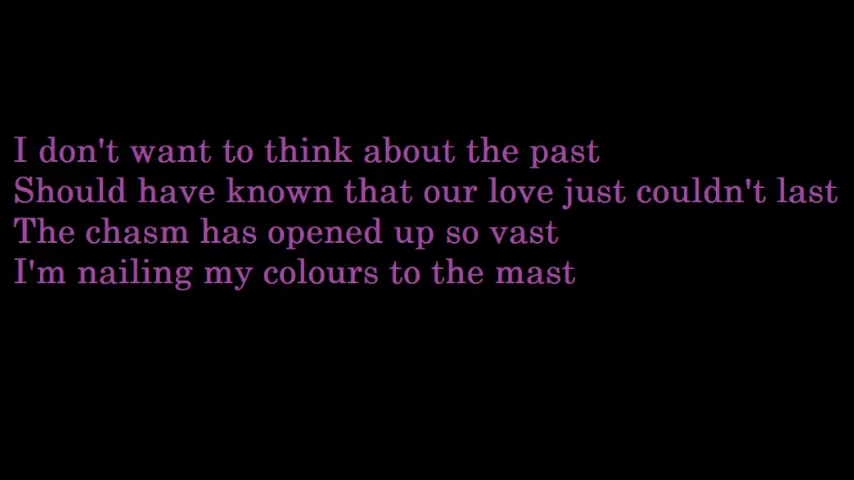 I don't want to think about the past
Should have known that our love just couldn't last
The chasm has opened up so vast
I'm nailing my colours to the mast